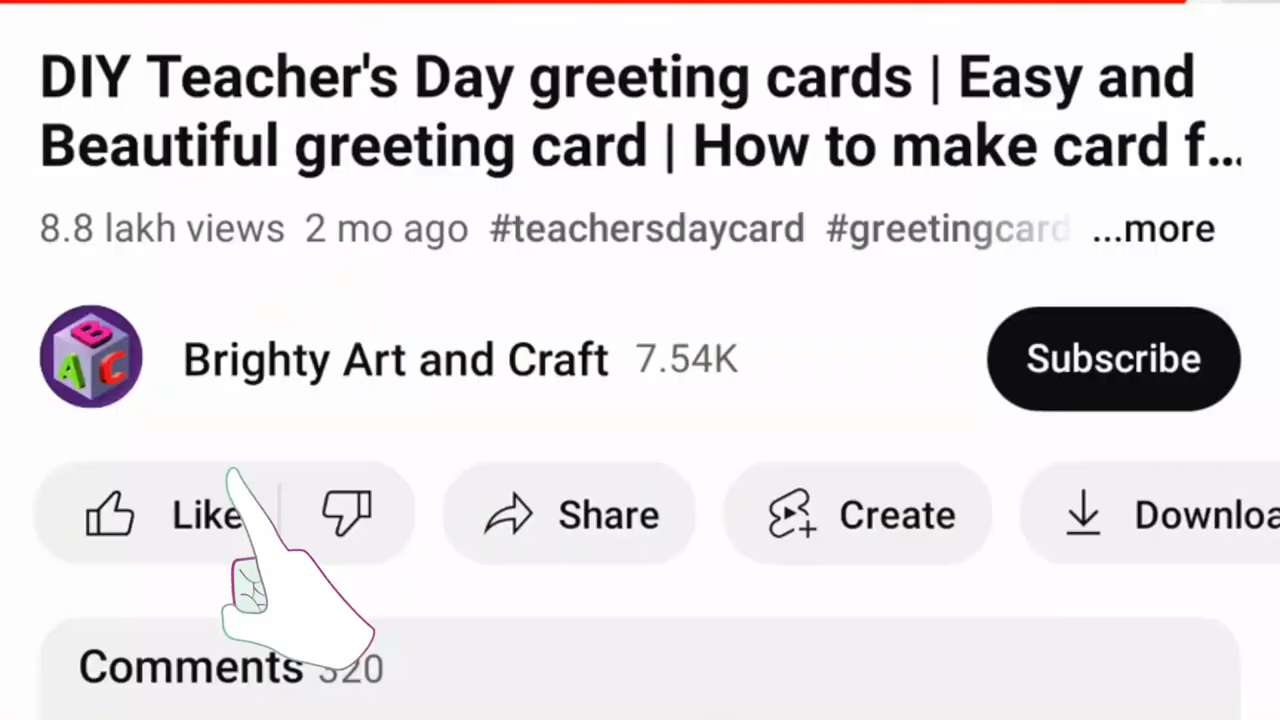 DIY Teacher's Day greeting cards | Easy and
Beautiful greeting card | How to make card f...
8.8 lakh views 2 mo ago #teachersdaycard #greetingcard ...more
B
A C
Brighty Art and Craft 7.54K
Subscribe
Like
Share
Create
Downloa
Comments 320